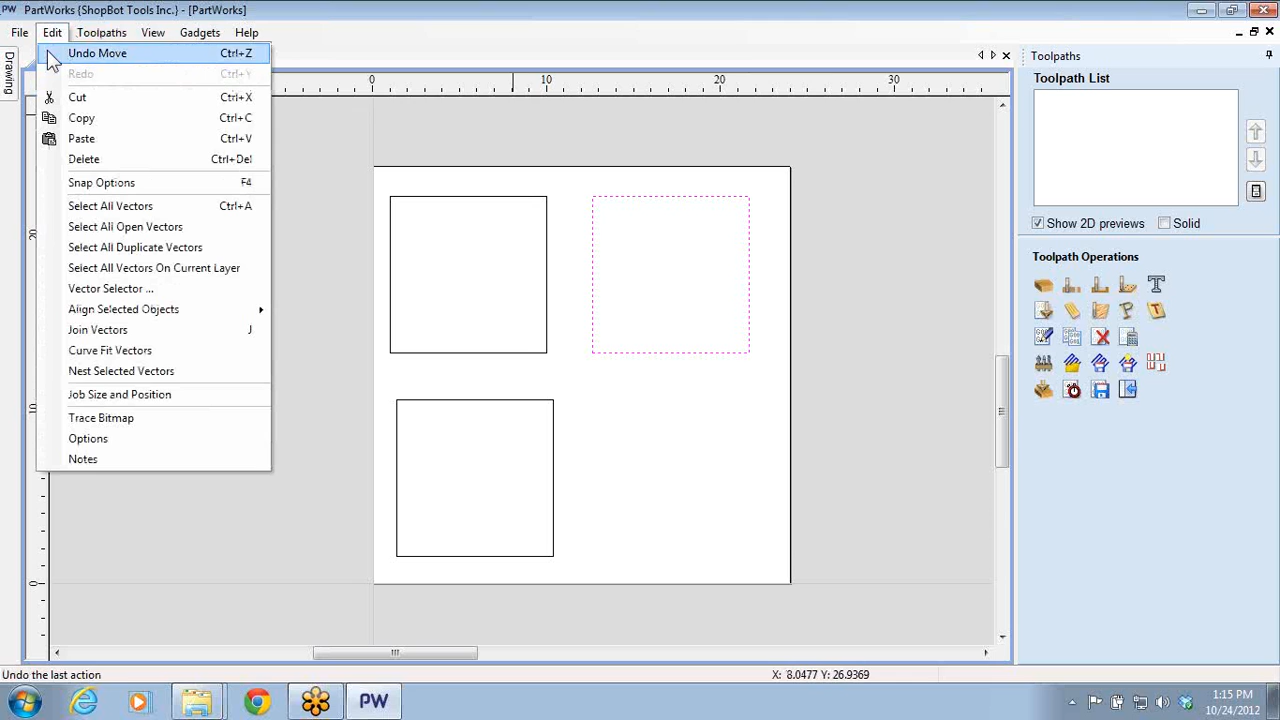 PW PartWorks {ShopBot Tools Inc.} - [PartWorks]
File Edit Toolpaths View Gadgets Help
Drawing
Undo Move Ctrl+Z
Redo Ctrl+Y
Cut Ctrl+X
Copy Ctrl+C
Paste Ctrl+V
Delete Ctrl+Del
Snap Options F4
Select All Vectors Ctrl+A
Select All Open Vectors
Select All Duplicate Vectors
Select All Vectors On Current Layer
Vector Selector ...
Align Selected Objects
Join Vectors J
Curve Fit Vectors
Nest Selected Vectors
Job Size and Position
Trace Bitmap
Options
Notes
0 10 20 30
0
Toolpaths
Toolpath List
Show 2D previews Solid
Toolpath Operations
Undo the last action
X: 8.0477 Y: 26.9369
PW
1:15 PM
10/24/2012